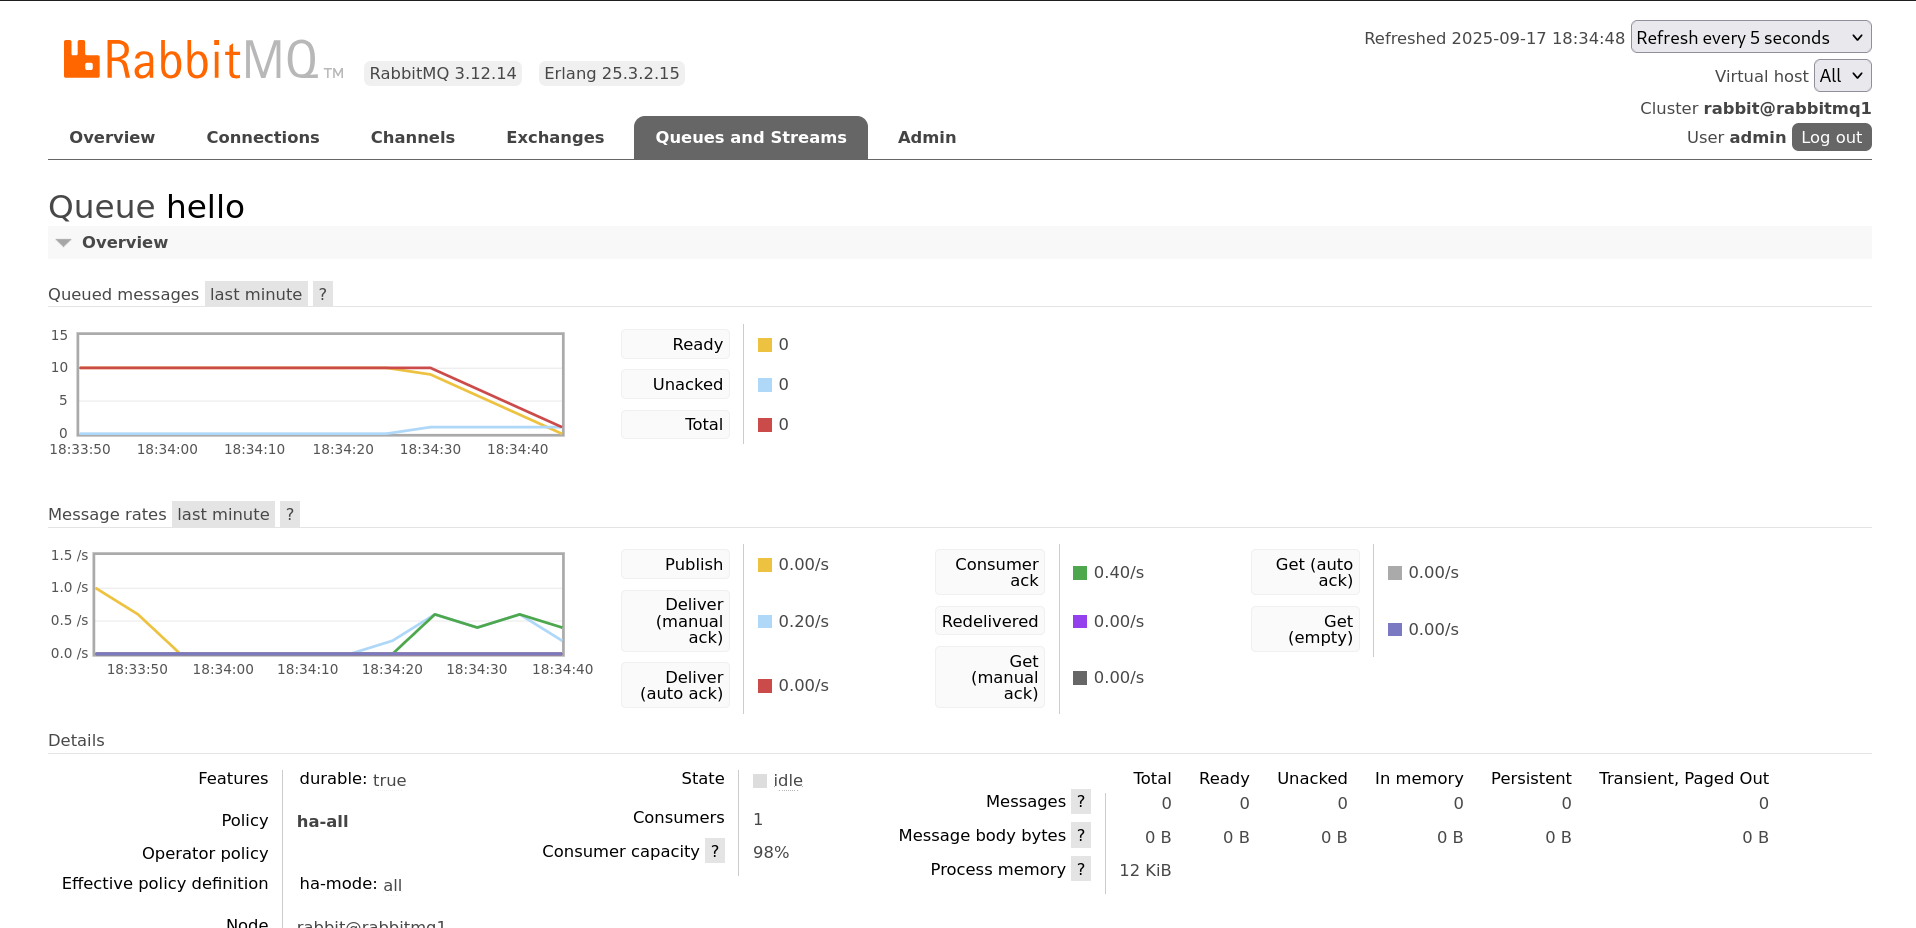 RabbitMQ TM RabbitMQ 3.12.14 Erlang 25.3.2.15
Refreshed 2025-09-17 18:34:48 Refresh every 5 seconds
Virtual host All
Cluster rabbit@rabbitmq1
User admin Log out
Overview Connections Channels Exchanges Queues and Streams Admin
Queue hello
Overview
Queued messages last minute ?
15
10
5
0
18:33:50 18:34:00 18:34:10 18:34:20 18:34:30 18:34:40
Ready 0
Unacked 0
Total 0
Message rates last minute ?
1.5 /s
1.0 /s
0.5 /s
0.0 /s
18:33:50 18:34:00 18:34:10 18:34:20 18:34:30 18:34:40
Publish 0.00/s
Deliver
(manual 0.20/s
ack)
Deliver
(auto ack) 0.00/s
Consumer
ack 0.40/s
Redelivered 0.00/s
Get
(manual 0.00/s
ack)
Get (auto
ack) 0.00/s
Get
(empty) 0.00/s
Details
Features durable: true
Policy ha-all
Operator policy
Effective policy definition ha-mode: all
Node rabbit@rabbitmq1
State idle
Consumers 1
Consumer capacity ? 98%
Total Ready Unacked In memory Persistent Transient, Paged Out
Messages ? 0 0 0 0 0 0
Message body bytes ? 0 B 0 B 0 B 0 B 0 B 0 B
Process memory ? 12 KiB